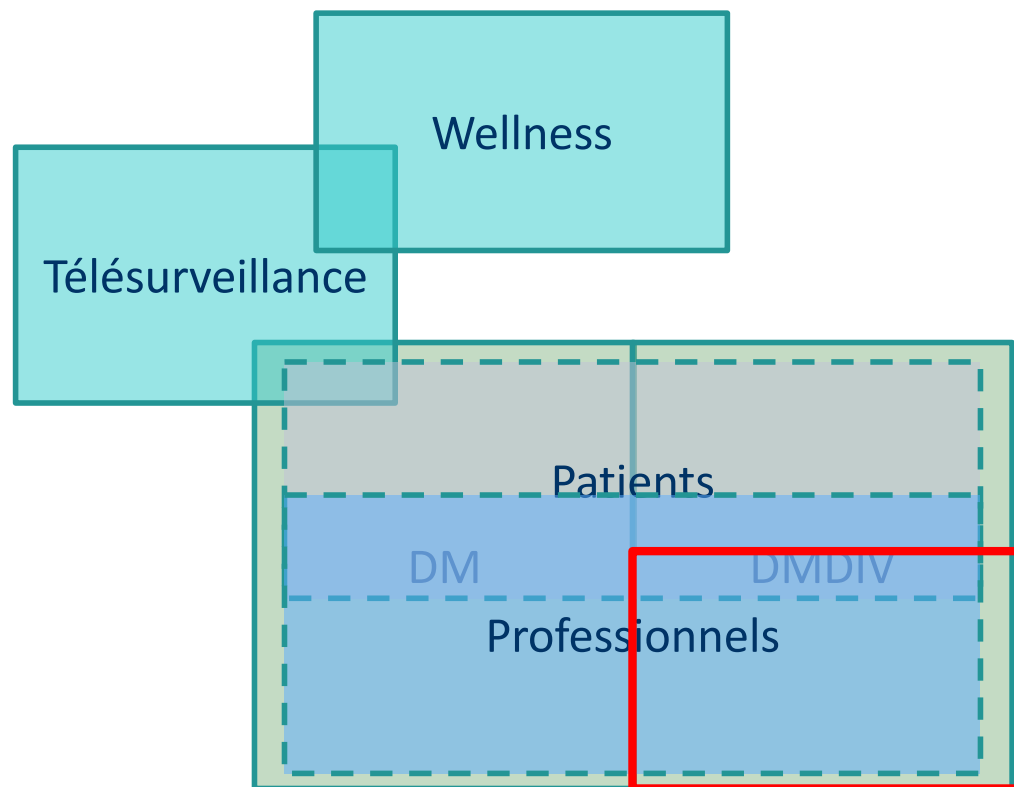 Wellness
Télésurveillance
Patients
DM
DMDIV
Professionnels